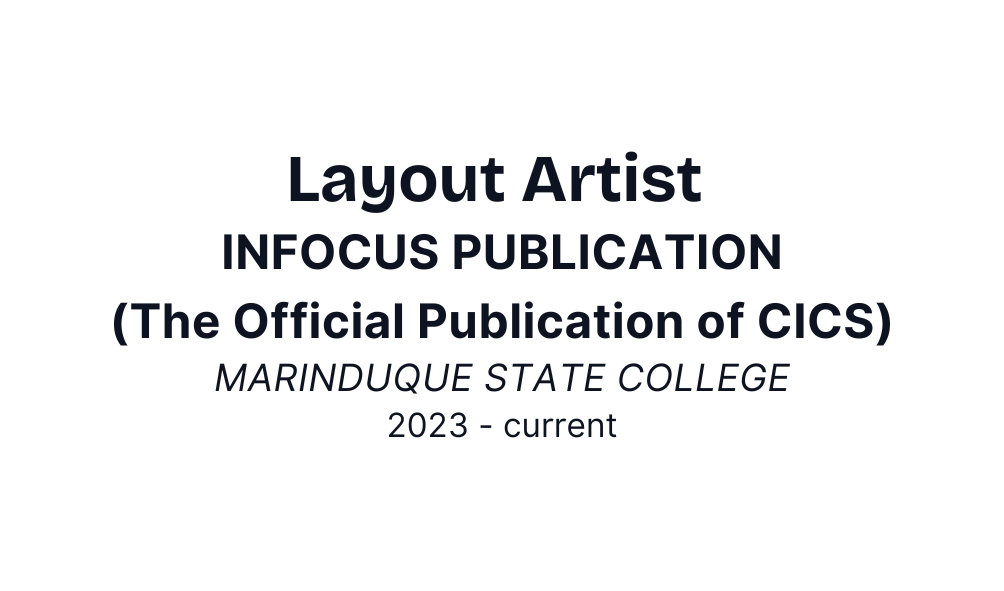 Layout Artist
INFOCUS PUBLICATION
(The Official Publication of CICS)
MARINDUQUE STATE COLLEGE
2023 - current